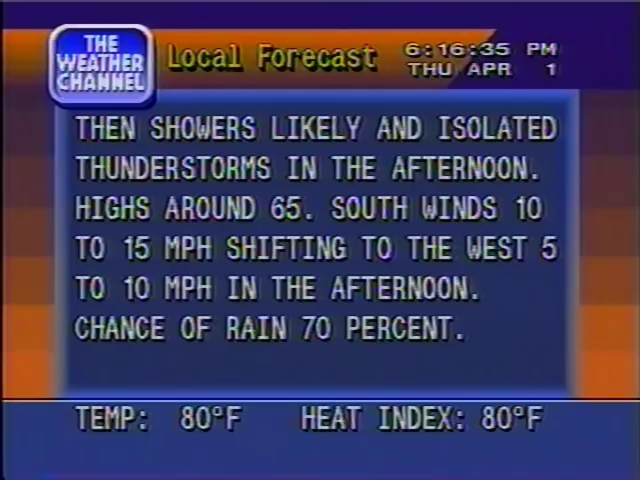 THE
WEATHER
CHANNEL
Local Forecast
6:16:35 PM
THU APR 1
THEN SHOWERS LIKELY AND ISOLATED
THUNDERSTORMS IN THE AFTERNOON.
HIGHS AROUND 65. SOUTH WINDS 10
TO 15 MPH SHIFTING TO THE WEST 5
TO 10 MPH IN THE AFTERNOON.
CHANCE OF RAIN 70 PERCENT.
TEMP: 80°F HEAT INDEX: 80°F